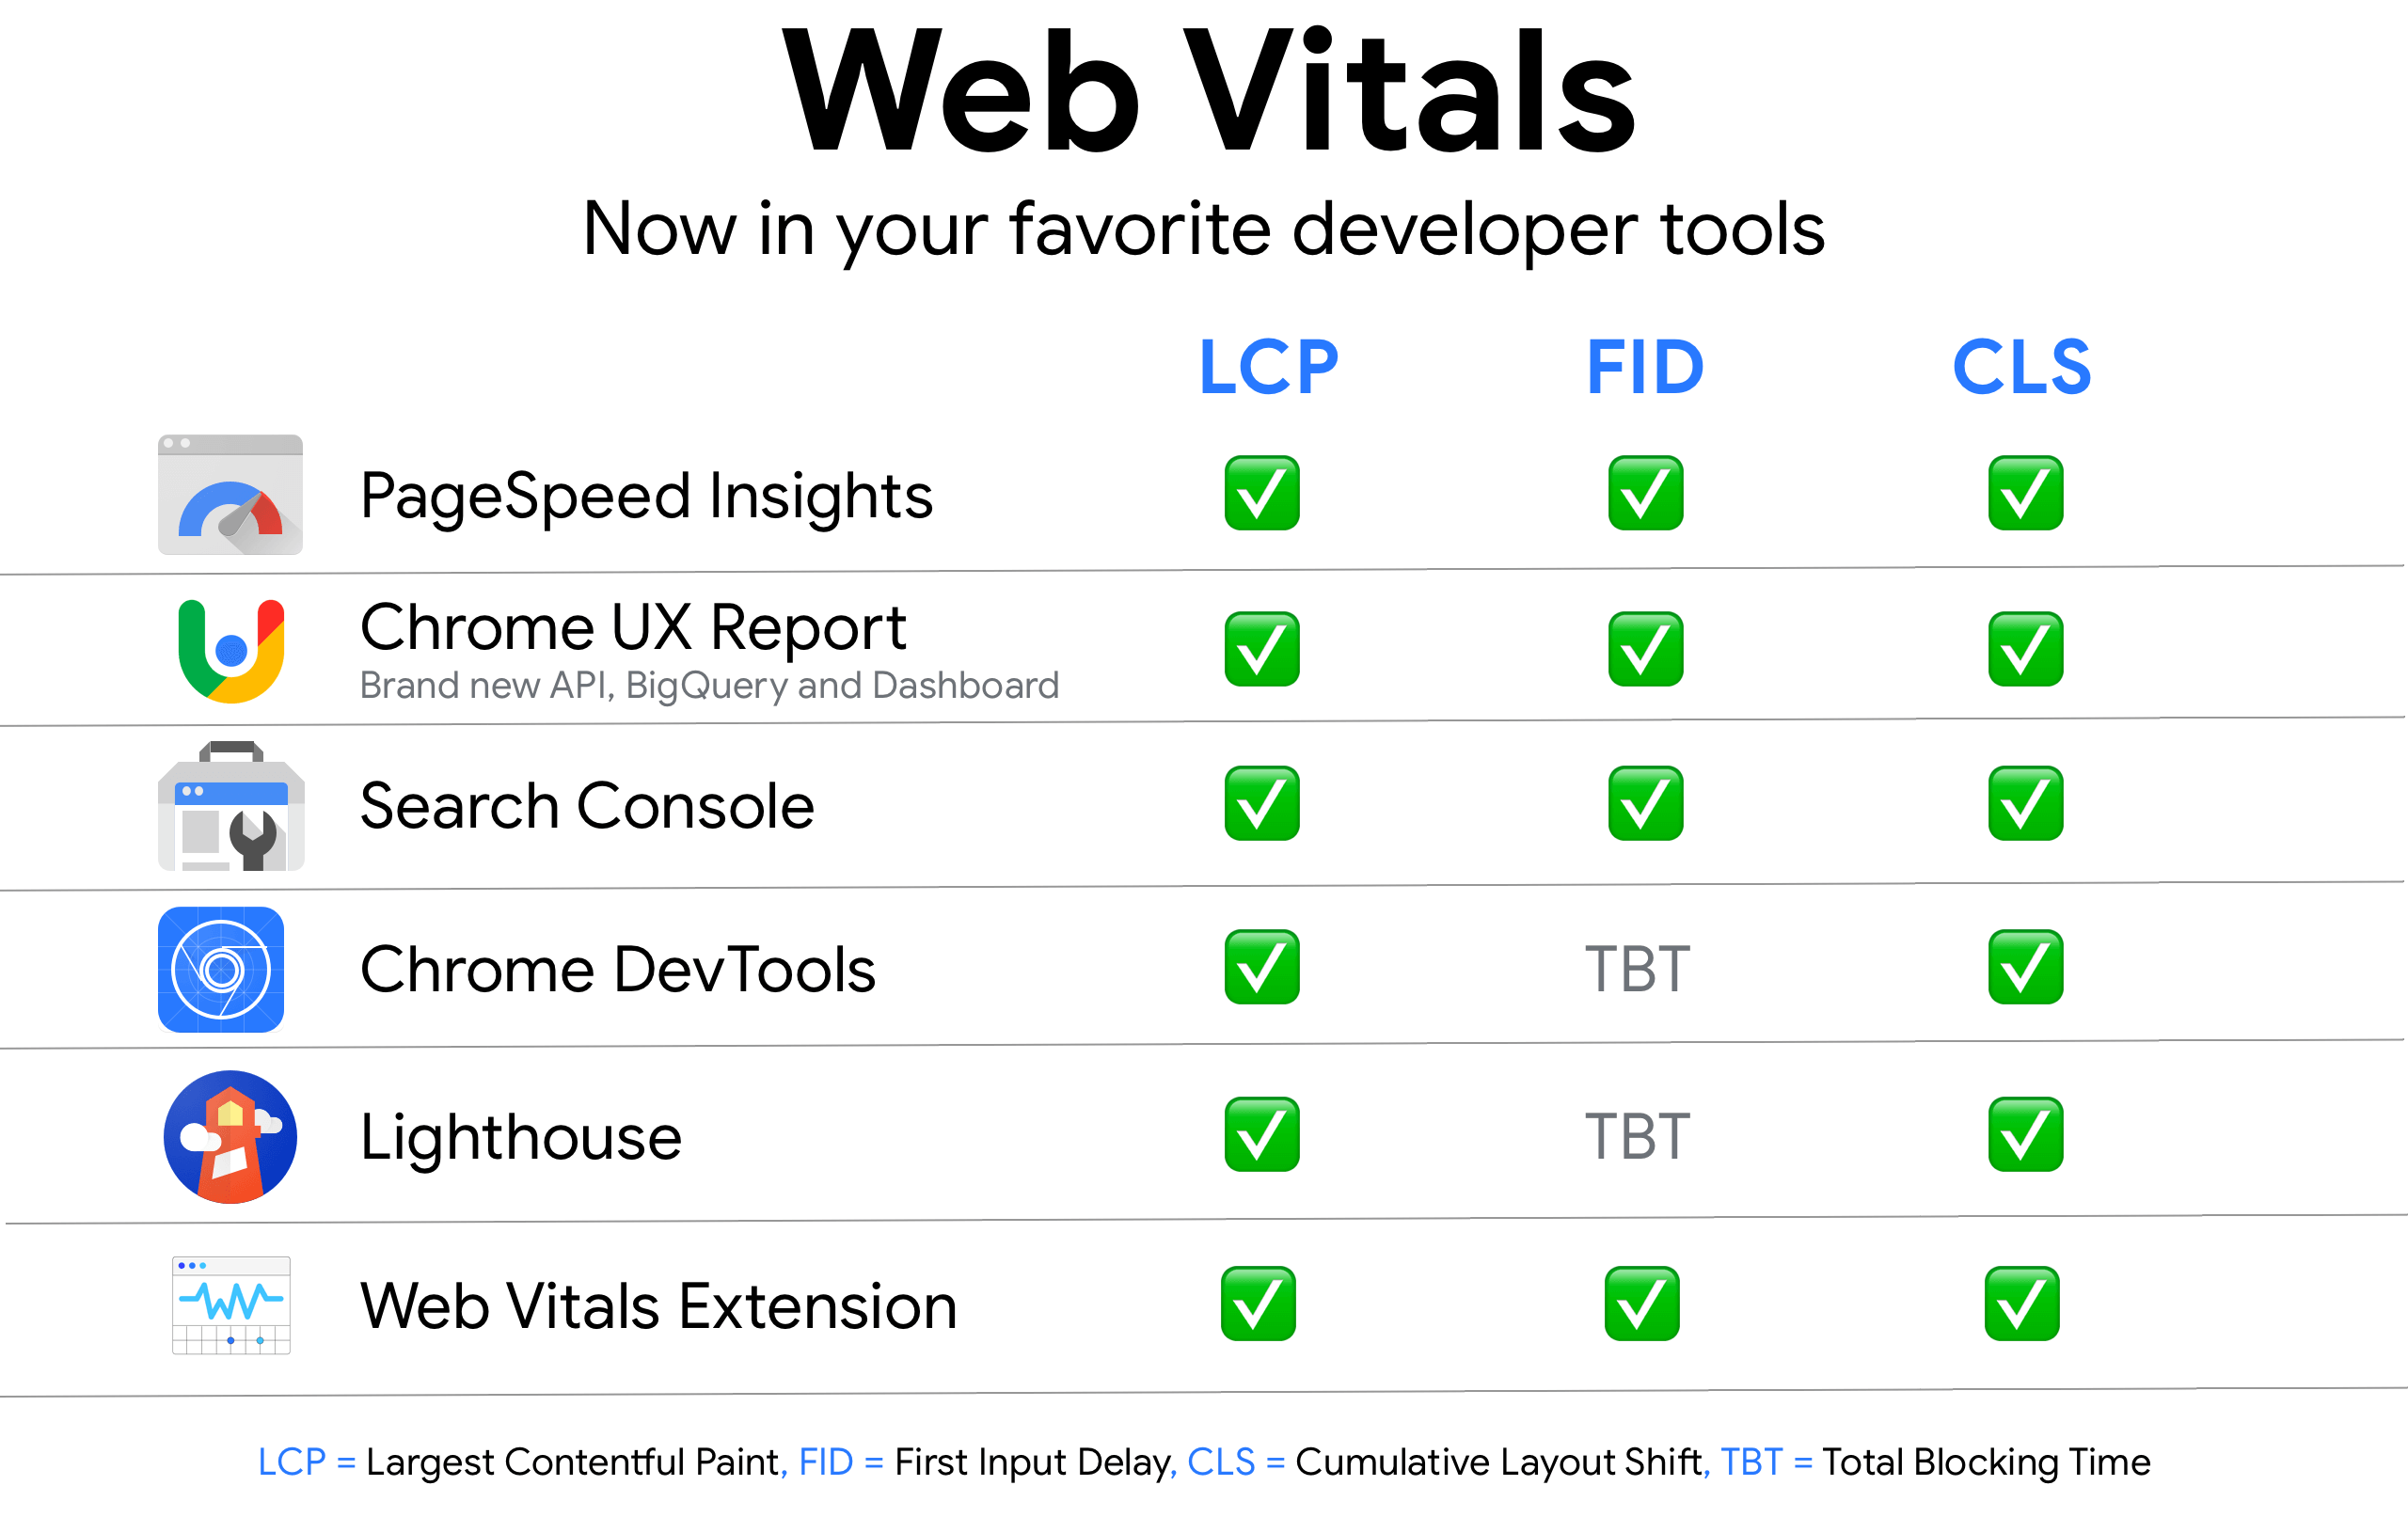 Web Vitals
Now in your favorite developer tools
LCP FID CLS
PageSpeed Insights
Chrome UX Report
Brand new API, BigQuery and Dashboard
Search Console
Chrome DevTools TBT
Lighthouse TBT
Web Vitals Extension
LCP = Largest Contentful Paint, FID = First Input Delay, CLS = Cumulative Layout Shift, TBT = Total Blocking Time